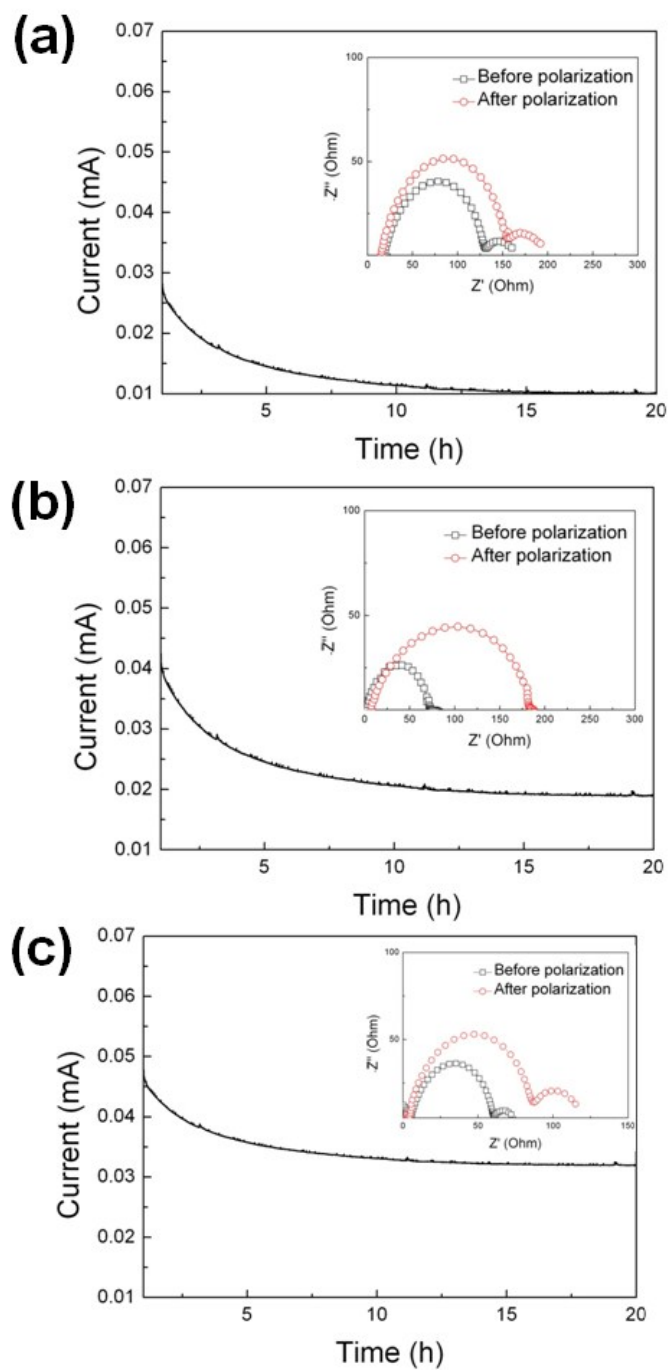 (a)
0.07
0.06
0.05
0.04
0.03
0.02
0.01
Current (mA)
5
10
15
20
Time (h)
100
50
-Z'' (Ohm)
Before polarization
After polarization
0
50
100
150
200
250
300
Z' (Ohm)
(b)
0.07
0.06
0.05
0.04
0.03
0.02
0.01
Current (mA)
5
10
15
20
Time (h)
100
50
-Z'' (Ohm)
Before polarization
After polarization
0
50
100
150
200
250
300
Z' (Ohm)
(c)
0.07
0.06
0.05
0.04
0.03
0.02
0.01
Current (mA)
5
10
15
20
Time (h)
100
50
0
-Z'' (Ohm)
Before polarization
After polarization
0
50
100
150
Z' (Ohm)